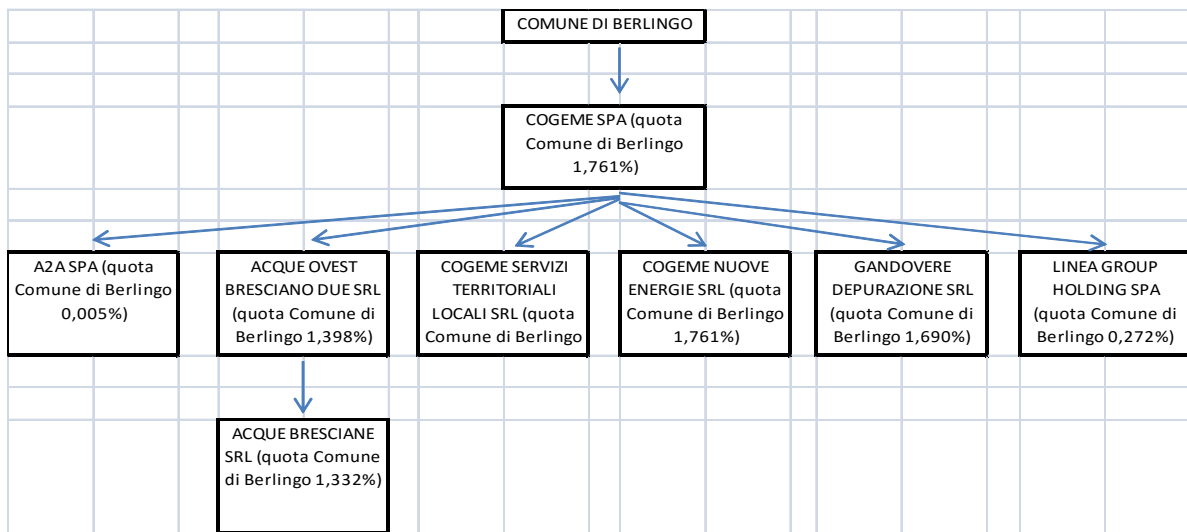 COMUNE DI BERLINGO
COGEME SPA (quota
Comune di Berlingo
1,761%)
A2A SPA (quota
Comune di Berlingo
0,005%)
ACQUE OVEST
BRESCIANO DUE SRL
(quota Comune di
Berlingo 1,398%)
COGEME SERVIZI
TERRITORIALI
LOCALI SRL (quota
Comune di Berlingo
COGEME NUOVE
ENERGIE SRL (quota
Comune di Berlingo
1,761%)
GANDOVERE
DEPURAZIONE SRL
(quota Comune di
Berlingo 1,690%)
LINEA GROUP
HOLDING SPA
(quota Comune di
Berlingo 0,272%)
ACQUE BRESCIANE
SRL (quota Comune
di Berlingo 1,332%)